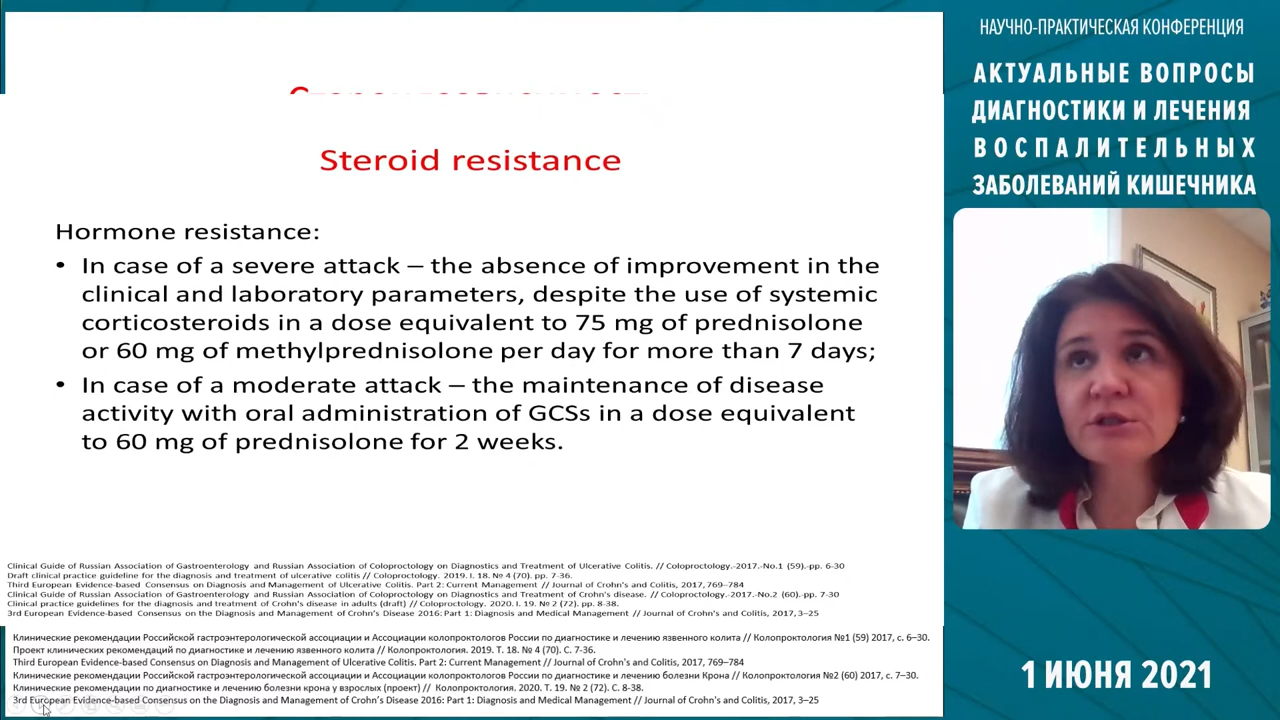 Steroid resistance
Hormone resistance:
• In case of a severe attack – the absence of improvement in the
clinical and laboratory parameters, despite the use of systemic
corticosteroids in a dose equivalent to 75 mg of prednisolone
or 60 mg of methylprednisolone per day for more than 7 days;
• In case of a moderate attack – the maintenance of disease
activity with oral administration of GCSs in a dose equivalent
to 60 mg of prednisolone for 2 weeks.
Clinical Guide of Russian Association of Gastroenterology and Russian Association of Coloproctology on Diagnostics and Treatment of Ulcerative Colitis. // Coloproctology.-2017.-No.1 (59).-pp. 6-30
Draft clinical practice guideline for the diagnosis and treatment of ulcerative colitis // Coloproctology. 2019. I. 18. № 4 (70). pp. 7-36.
Third European Evidence-based Consensus on Diagnosis and Management of Ulcerative Colitis. Part 2: Current Management // Journal of Crohn's and Colitis, 2017, 769–784
Clinical Guide of Russian Association of Gastroenterology and Russian Association of Coloproctology on Diagnostics and Treatment of Crohn's disease. // Coloproctology.-2017.-No.2 (60).-pp. 7-30
Clinical practice guidelines for the diagnosis and treatment of Crohn's disease in adults (draft) // Coloproctology. 2020. I. 19. № 2 (72). pp. 8-38.
3rd European Evidence-based Consensus on the Diagnosis and Management of Crohn's Disease 2016: Part 1: Diagnosis and Medical Management // Journal of Crohn's and Colitis, 2017, 3–25
Клинические рекомендации Российской гастроэнтерологической ассоциации и Ассоциации колопроктологов России по диагностике и лечению язвенного колита // Колопроктология №1 (59) 2017, с. 6–30.
Проект клинических рекомендаций по диагностике и лечению язвенного колита // Колопроктология. 2019. Т. 18. № 4 (70). С. 7-36.
Third European Evidence-based Consensus on Diagnosis and Management of Ulcerative Colitis. Part 2: Current Management // Journal of Crohn's and Colitis, 2017, 769–784
Клинические рекомендации Российской гастроэнтерологической ассоциации и Ассоциации колопроктологов России по диагностике и лечению болезни Крона // Колопроктология №2 (60) 2017, с. 7–30.
Клинические рекомендации по диагностике и лечению болезни крона у взрослых (проект) // Колопроктология. 2020. Т. 19. № 2 (72). С. 8-38.
3rd European Evidence-based Consensus on the Diagnosis and Management of Crohn's Disease 2016: Part 1: Diagnosis and Medical Management // Journal of Crohn's and Colitis, 2017, 3–25
НАУЧНО-ПРАКТИЧЕСКАЯ КОНФЕРЕНЦИЯ
АКТУАЛЬНЫЕ ВОПРОСЫ
ДИАГНОСТИКИ И ЛЕЧЕНИЯ
ВОСПАЛИТЕЛЬНЫХ
ЗАБОЛЕВАНИЙ КИШЕЧНИКА
1 ИЮНЯ 2021